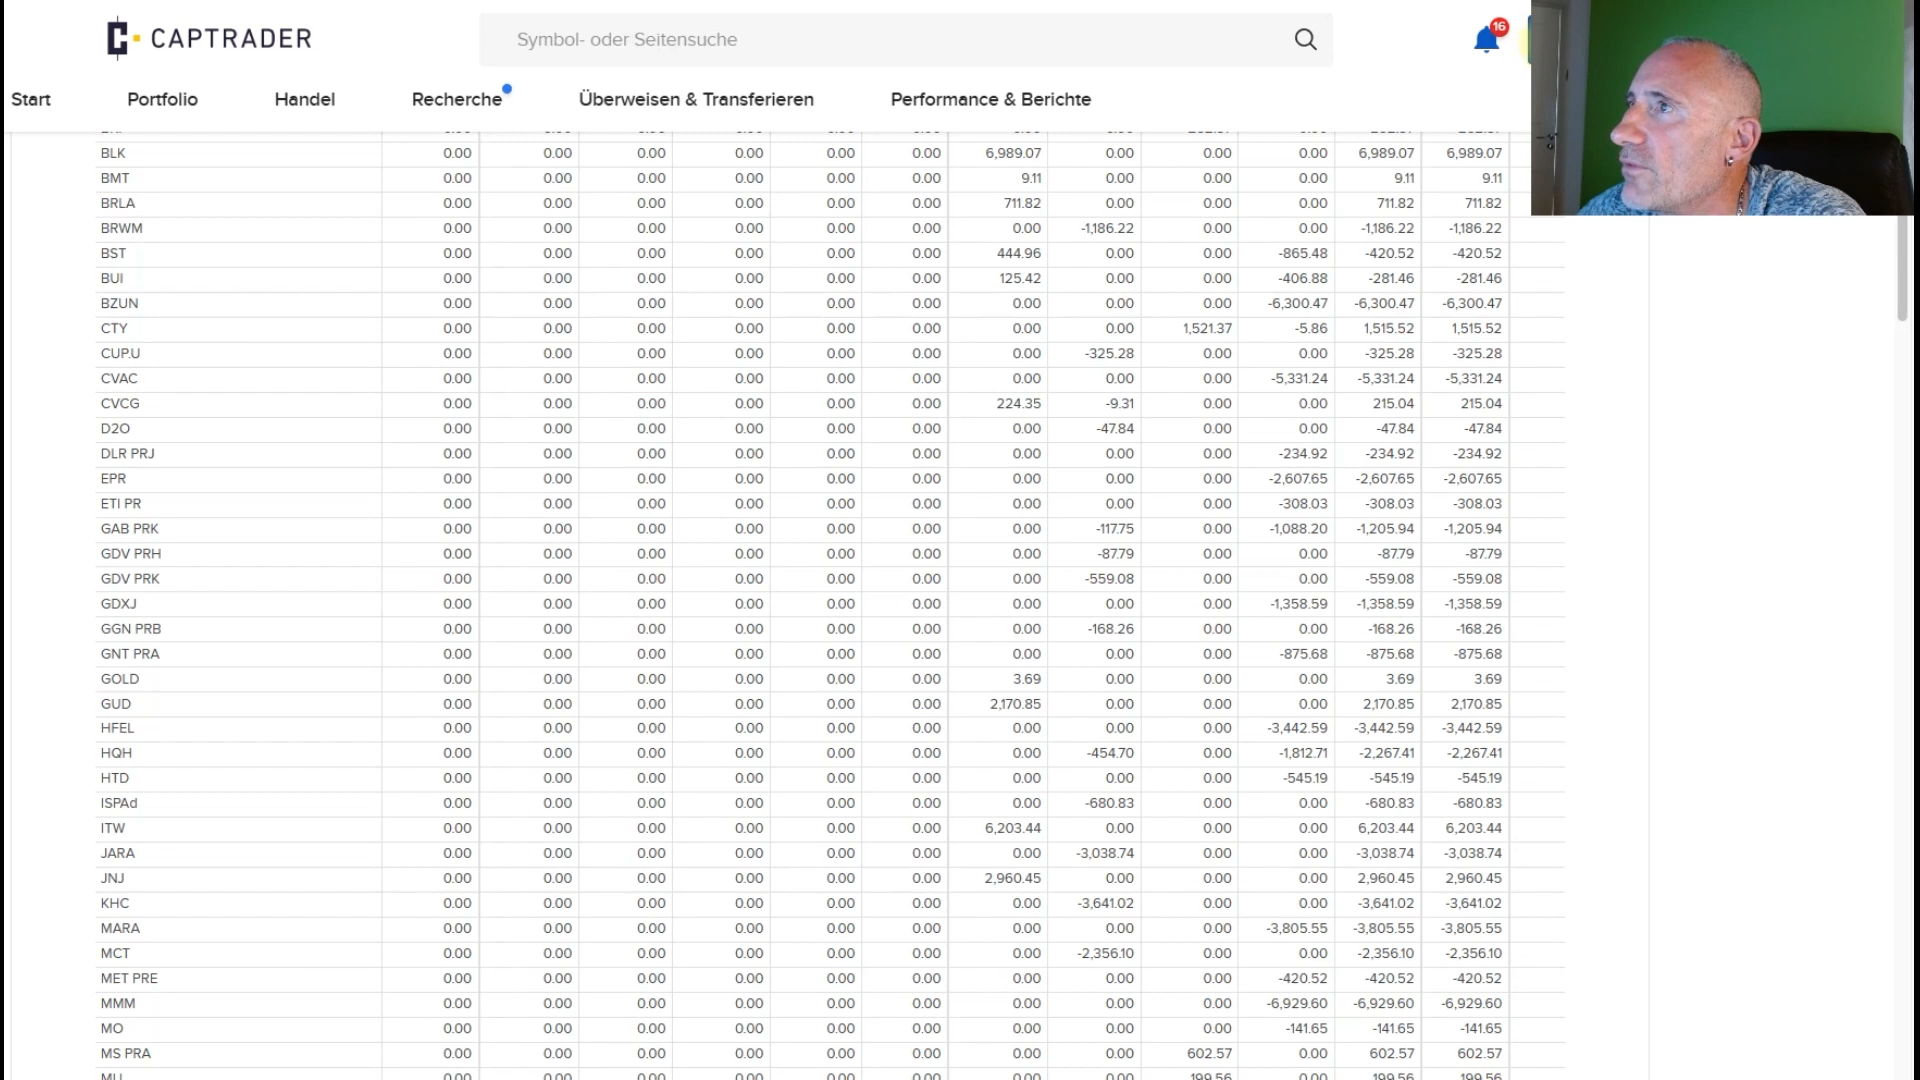 CAPTRADER
Symbol- oder Seitensuche
16
Start Portfolio Handel Recherche Überweisen & Transferieren Performance & Berichte
BLK 0.00 0.00 0.00 0.00 0.00 0.00 6,989.07 0.00 0.00 0.00 6,989.07 6,989.07
BMT 0.00 0.00 0.00 0.00 0.00 0.00 9.11 0.00 0.00 0.00 9.11 9.11
BRLA 0.00 0.00 0.00 0.00 0.00 0.00 711.82 0.00 0.00 0.00 711.82 711.82
BRWM 0.00 0.00 0.00 0.00 0.00 0.00 0.00 -1,186.22 0.00 0.00 -1,186.22 -1,186.22
BST 0.00 0.00 0.00 0.00 0.00 0.00 444.96 0.00 0.00 -865.48 -420.52 -420.52
BUI 0.00 0.00 0.00 0.00 0.00 0.00 125.42 0.00 0.00 -406.88 -281.46 -281.46
BZUN 0.00 0.00 0.00 0.00 0.00 0.00 0.00 0.00 0.00 -6,300.47 -6,300.47 -6,300.47
CTY 0.00 0.00 0.00 0.00 0.00 0.00 0.00 0.00 1,521.37 -5.86 1,515.52 1,515.52
CUP.U 0.00 0.00 0.00 0.00 0.00 0.00 0.00 -325.28 0.00 0.00 -325.28 -325.28
CVAC 0.00 0.00 0.00 0.00 0.00 0.00 0.00 0.00 0.00 -5,331.24 -5,331.24 -5,331.24
CVCG 0.00 0.00 0.00 0.00 0.00 0.00 224.35 -9.31 0.00 0.00 215.04 215.04
D2O 0.00 0.00 0.00 0.00 0.00 0.00 0.00 -47.84 0.00 0.00 -47.84 -47.84
DLR PRJ 0.00 0.00 0.00 0.00 0.00 0.00 0.00 0.00 0.00 -234.92 -234.92 -234.92
EPR 0.00 0.00 0.00 0.00 0.00 0.00 0.00 0.00 0.00 -2,607.65 -2,607.65 -2,607.65
ETI PR 0.00 0.00 0.00 0.00 0.00 0.00 0.00 0.00 0.00 -308.03 -308.03 -308.03
GAB PRK 0.00 0.00 0.00 0.00 0.00 0.00 0.00 -117.75 0.00 -1,088.20 -1,205.94 -1,205.94
GDV PRH 0.00 0.00 0.00 0.00 0.00 0.00 0.00 -87.79 0.00 0.00 -87.79 -87.79
GDV PRK 0.00 0.00 0.00 0.00 0.00 0.00 0.00 -559.08 0.00 0.00 -559.08 -559.08
GDXJ 0.00 0.00 0.00 0.00 0.00 0.00 0.00 0.00 0.00 -1,358.59 -1,358.59 -1,358.59
GGN PRB 0.00 0.00 0.00 0.00 0.00 0.00 0.00 -168.26 0.00 0.00 -168.26 -168.26
GNT PRA 0.00 0.00 0.00 0.00 0.00 0.00 0.00 0.00 0.00 -875.68 -875.68 -875.68
GOLD 0.00 0.00 0.00 0.00 0.00 0.00 3.69 0.00 0.00 0.00 3.69 3.69
GUD 0.00 0.00 0.00 0.00 0.00 0.00 2,170.85 0.00 0.00 0.00 2,170.85 2,170.85
HFEL 0.00 0.00 0.00 0.00 0.00 0.00 0.00 0.00 0.00 -3,442.59 -3,442.59 -3,442.59
HQH 0.00 0.00 0.00 0.00 0.00 0.00 0.00 -454.70 0.00 -1,812.71 -2,267.41 -2,267.41
HTD 0.00 0.00 0.00 0.00 0.00 0.00 0.00 0.00 0.00 -545.19 -545.19 -545.19
ISPAd 0.00 0.00 0.00 0.00 0.00 0.00 0.00 -680.83 0.00 0.00 -680.83 -680.83
ITW 0.00 0.00 0.00 0.00 0.00 0.00 6,203.44 0.00 0.00 0.00 6,203.44 6,203.44
JARA 0.00 0.00 0.00 0.00 0.00 0.00 0.00 -3,038.74 0.00 0.00 -3,038.74 -3,038.74
JNJ 0.00 0.00 0.00 0.00 0.00 0.00 2,960.45 0.00 0.00 0.00 2,960.45 2,960.45
KHC 0.00 0.00 0.00 0.00 0.00 0.00 0.00 -3,641.02 0.00 0.00 -3,641.02 -3,641.02
MARA 0.00 0.00 0.00 0.00 0.00 0.00 0.00 0.00 0.00 -3,805.55 -3,805.55 -3,805.55
MCT 0.00 0.00 0.00 0.00 0.00 0.00 0.00 -2,356.10 0.00 0.00 -2,356.10 -2,356.10
MET PRE 0.00 0.00 0.00 0.00 0.00 0.00 0.00 0.00 0.00 -420.52 -420.52 -420.52
MMM 0.00 0.00 0.00 0.00 0.00 0.00 0.00 0.00 0.00 -6,929.60 -6,929.60 -6,929.60
MO 0.00 0.00 0.00 0.00 0.00 0.00 0.00 0.00 0.00 -141.65 -141.65 -141.65
MS PRA 0.00 0.00 0.00 0.00 0.00 0.00 0.00 0.00 602.57 0.00 602.57 602.57
MU 0.00 0.00 0.00 0.00 0.00 0.00 0.00 0.00 199.56 0.00 199.56 199.56